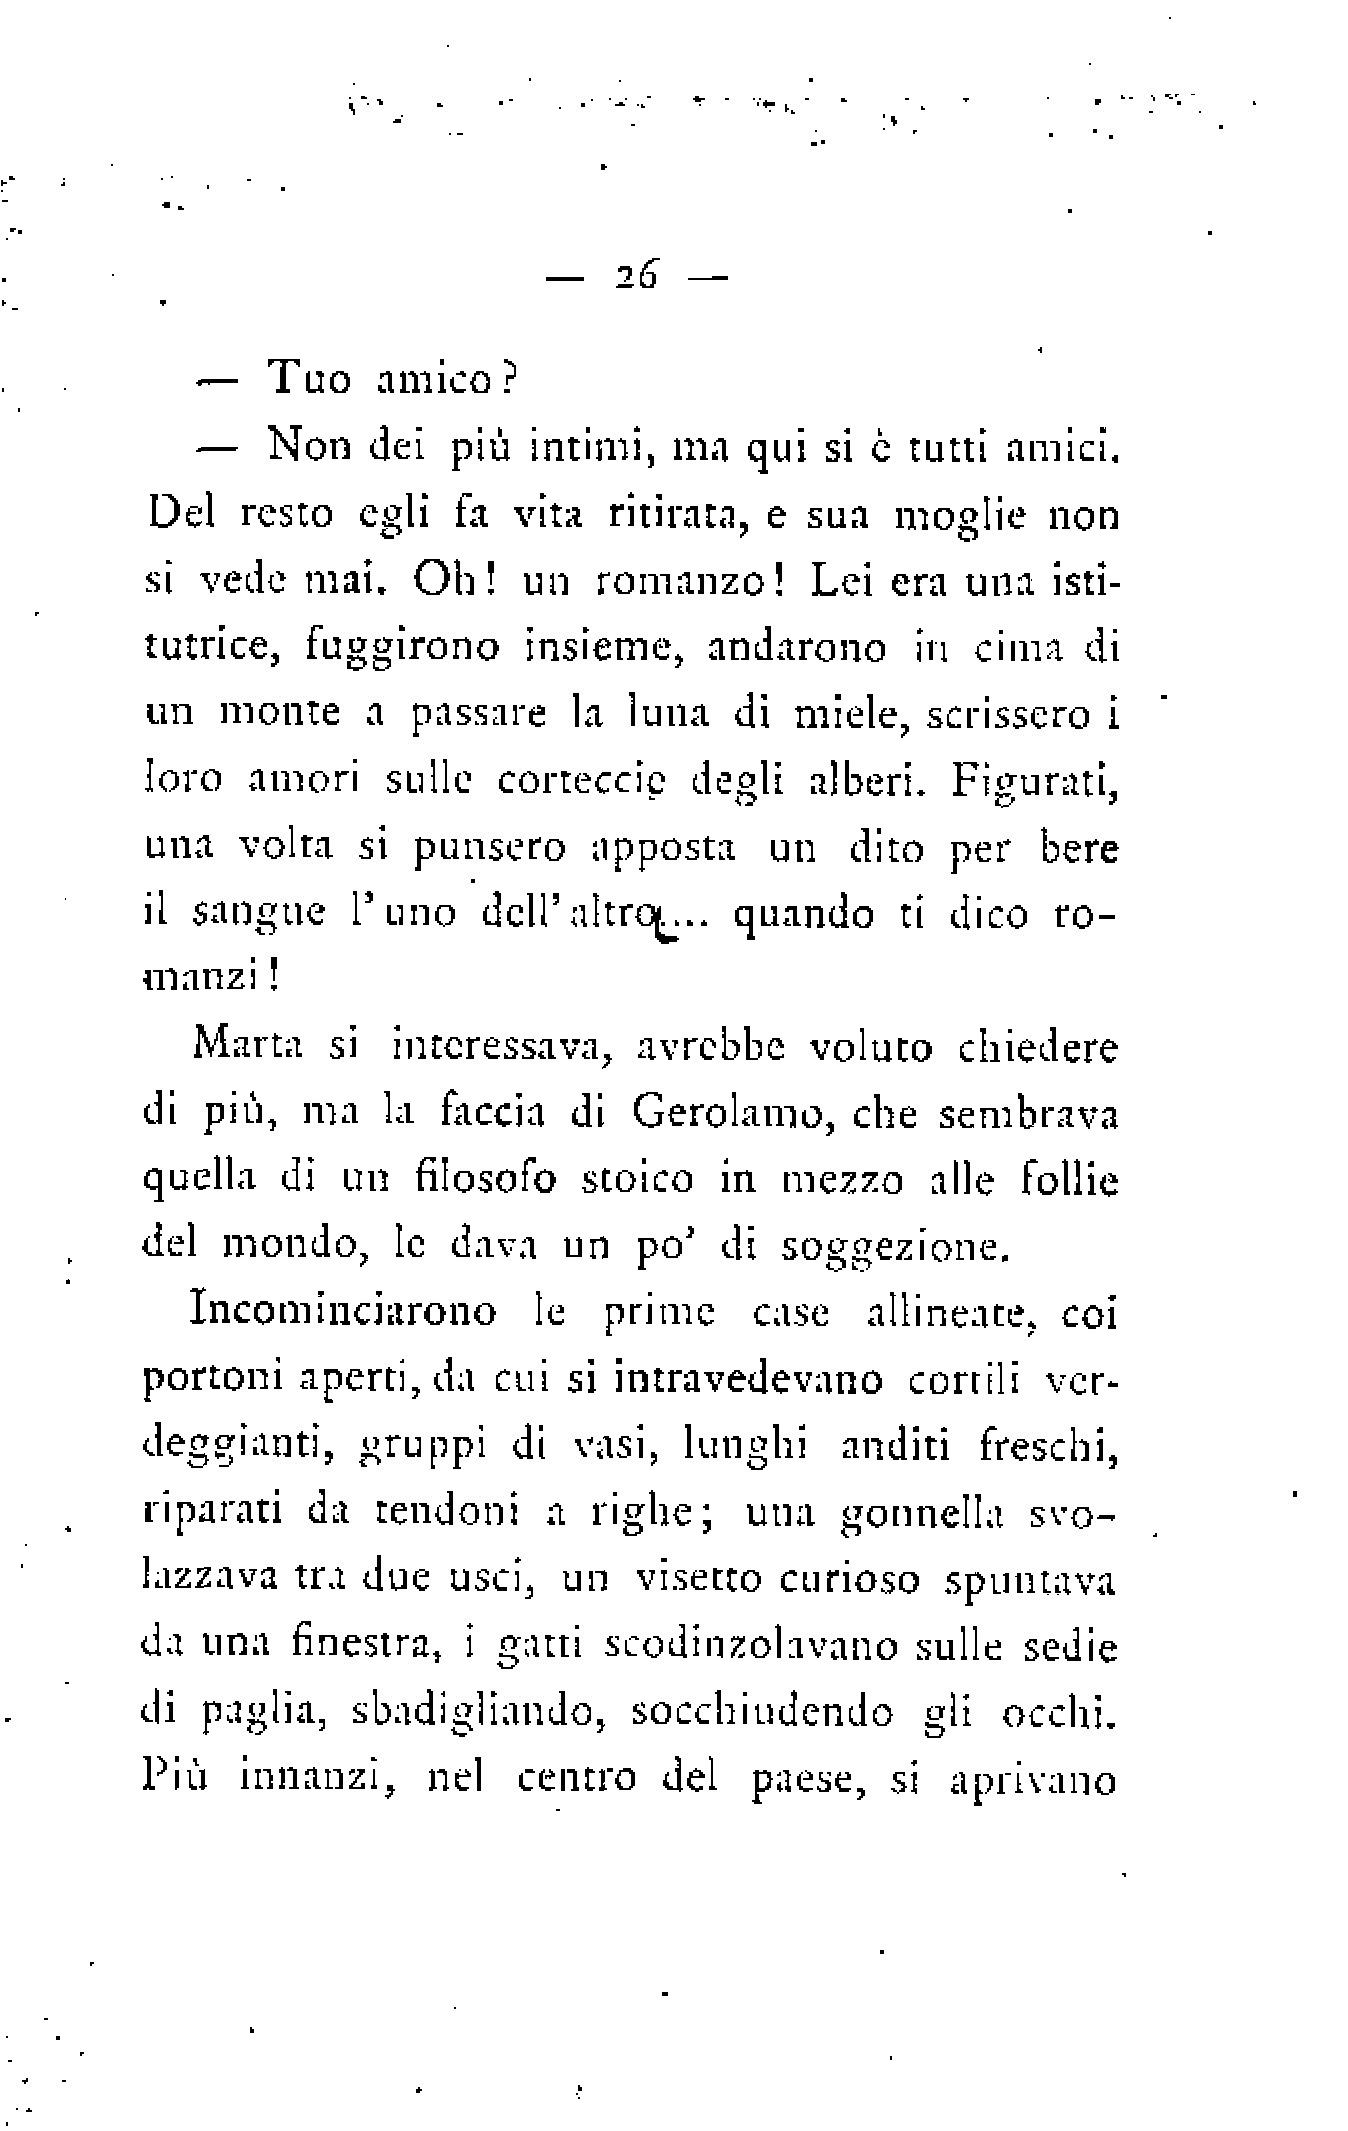 — 26 —
— Tuo amico?
— Non dei più intimi, ma qui si è tutti amici.
Del resto egli fa vita ritirata, e sua moglie non
si vede mai. Oh! un romanzo! Lei era una isti-
tutrice, fuggirono insieme, andarono in cima di
un monte a passare la luna di miele, scrissero i
loro amori sulle corteccie degli alberi. Figurati,
una volta si punsero apposta un dito per bere
il sangue l'uno dell'altro.... quando ti dico ro-
manzi!
Marta si interessava, avrebbe voluto chiedere
di più, ma la faccia di Gerolamo, che sembrava
quella di un filosofo stoico in mezzo alle follie
del mondo, le dava un po' di soggezione.
Incominciarono le prime case allineate, coi
portoni aperti, da cui si intravedevano cortili ver-
deggianti, gruppi di vasi, lunghi anditi freschi,
riparati da tendoni a righe; una gonnella svo-
lazzava tra due usci, un visetto curioso spuntava
da una finestra, i gatti scodinzolavano sulle sedie
di paglia, sbadigliando, socchiudendo gli occhi.
Più innanzi, nel centro del paese, si aprivano